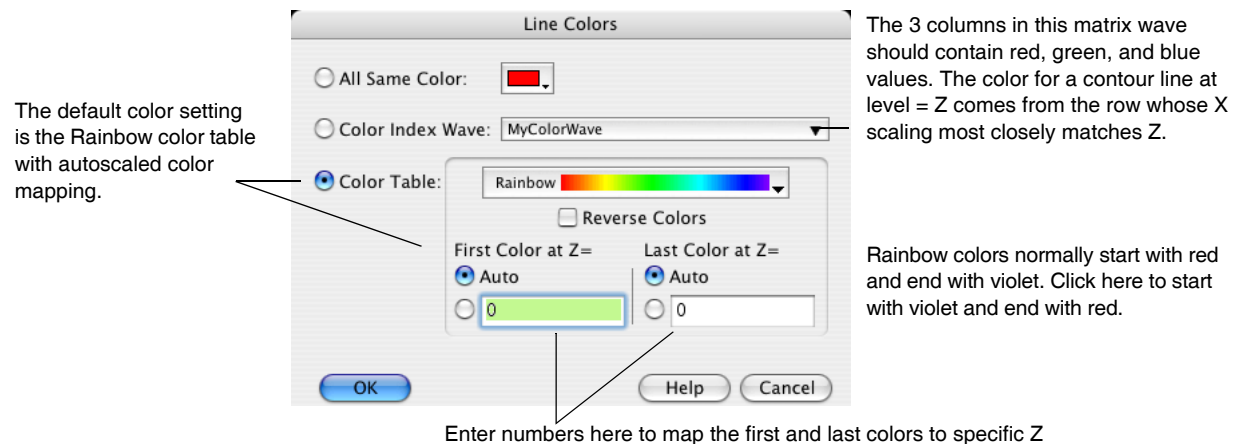 Line Colors
All Same Color:
Color Index Wave: MyColorWave
Color Table: Rainbow
Reverse Colors
First Color at Z= Last Color at Z=
Auto Auto
0 0
OK Help Cancel
The default color setting
is the Rainbow color table
with autoscaled color
mapping.
The 3 columns in this matrix wave
should contain red, green, and blue
values. The color for a contour line at
level = Z comes from the row whose X
scaling most closely matches Z.
Rainbow colors normally start with red
and end with violet. Click here to start
with violet and end with red.
Enter numbers here to map the first and last colors to specific Z